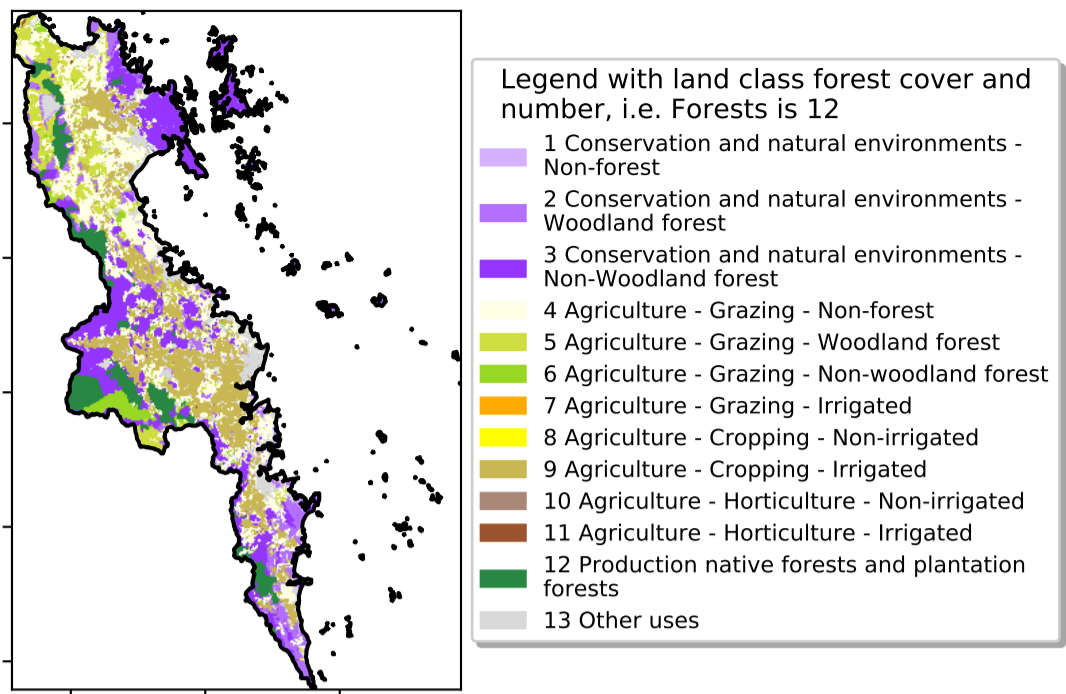 Legend with land class forest cover and
number, i.e. Forests is 12
1 Conservation and natural environments -
Non-forest
2 Conservation and natural environments -
Woodland forest
3 Conservation and natural environments -
Non-Woodland forest
4 Agriculture - Grazing - Non-forest
5 Agriculture - Grazing - Woodland forest
6 Agriculture - Grazing - Non-woodland forest
7 Agriculture - Grazing - Irrigated
8 Agriculture - Cropping - Non-irrigated
9 Agriculture - Cropping - Irrigated
10 Agriculture - Horticulture - Non-irrigated
11 Agriculture - Horticulture - Irrigated
12 Production native forests and plantation
forests
13 Other uses